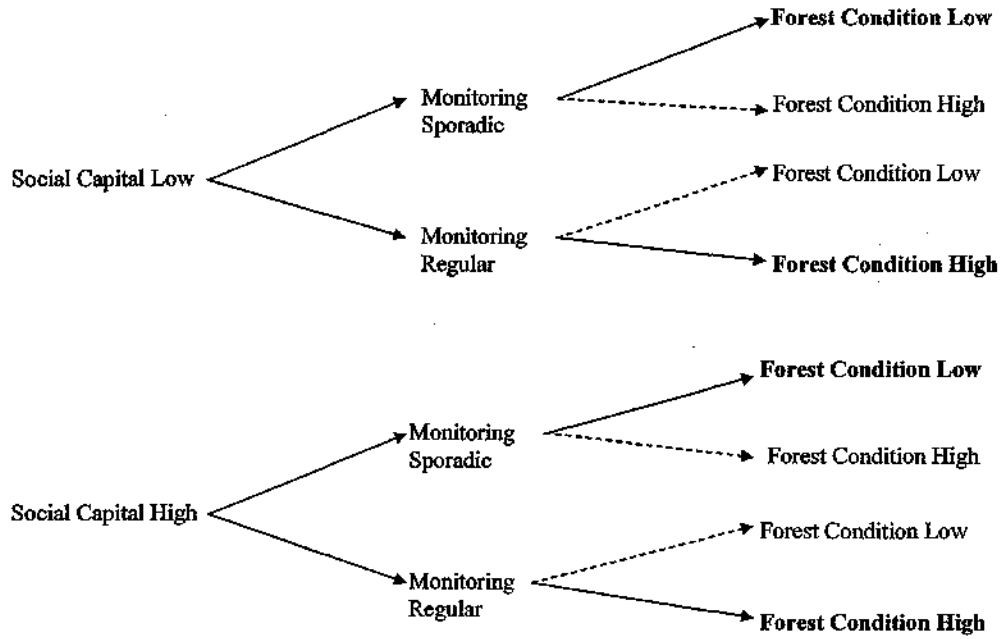 Forest Condition Low
Monitoring
Sporadic
Forest Condition High
Social Capital Low
Forest Condition Low
Monitoring
Regular
Forest Condition High
Forest Condition Low
Monitoring
Sporadic
Forest Condition High
Social Capital High
Forest Condition Low
Monitoring
Regular
Forest Condition High